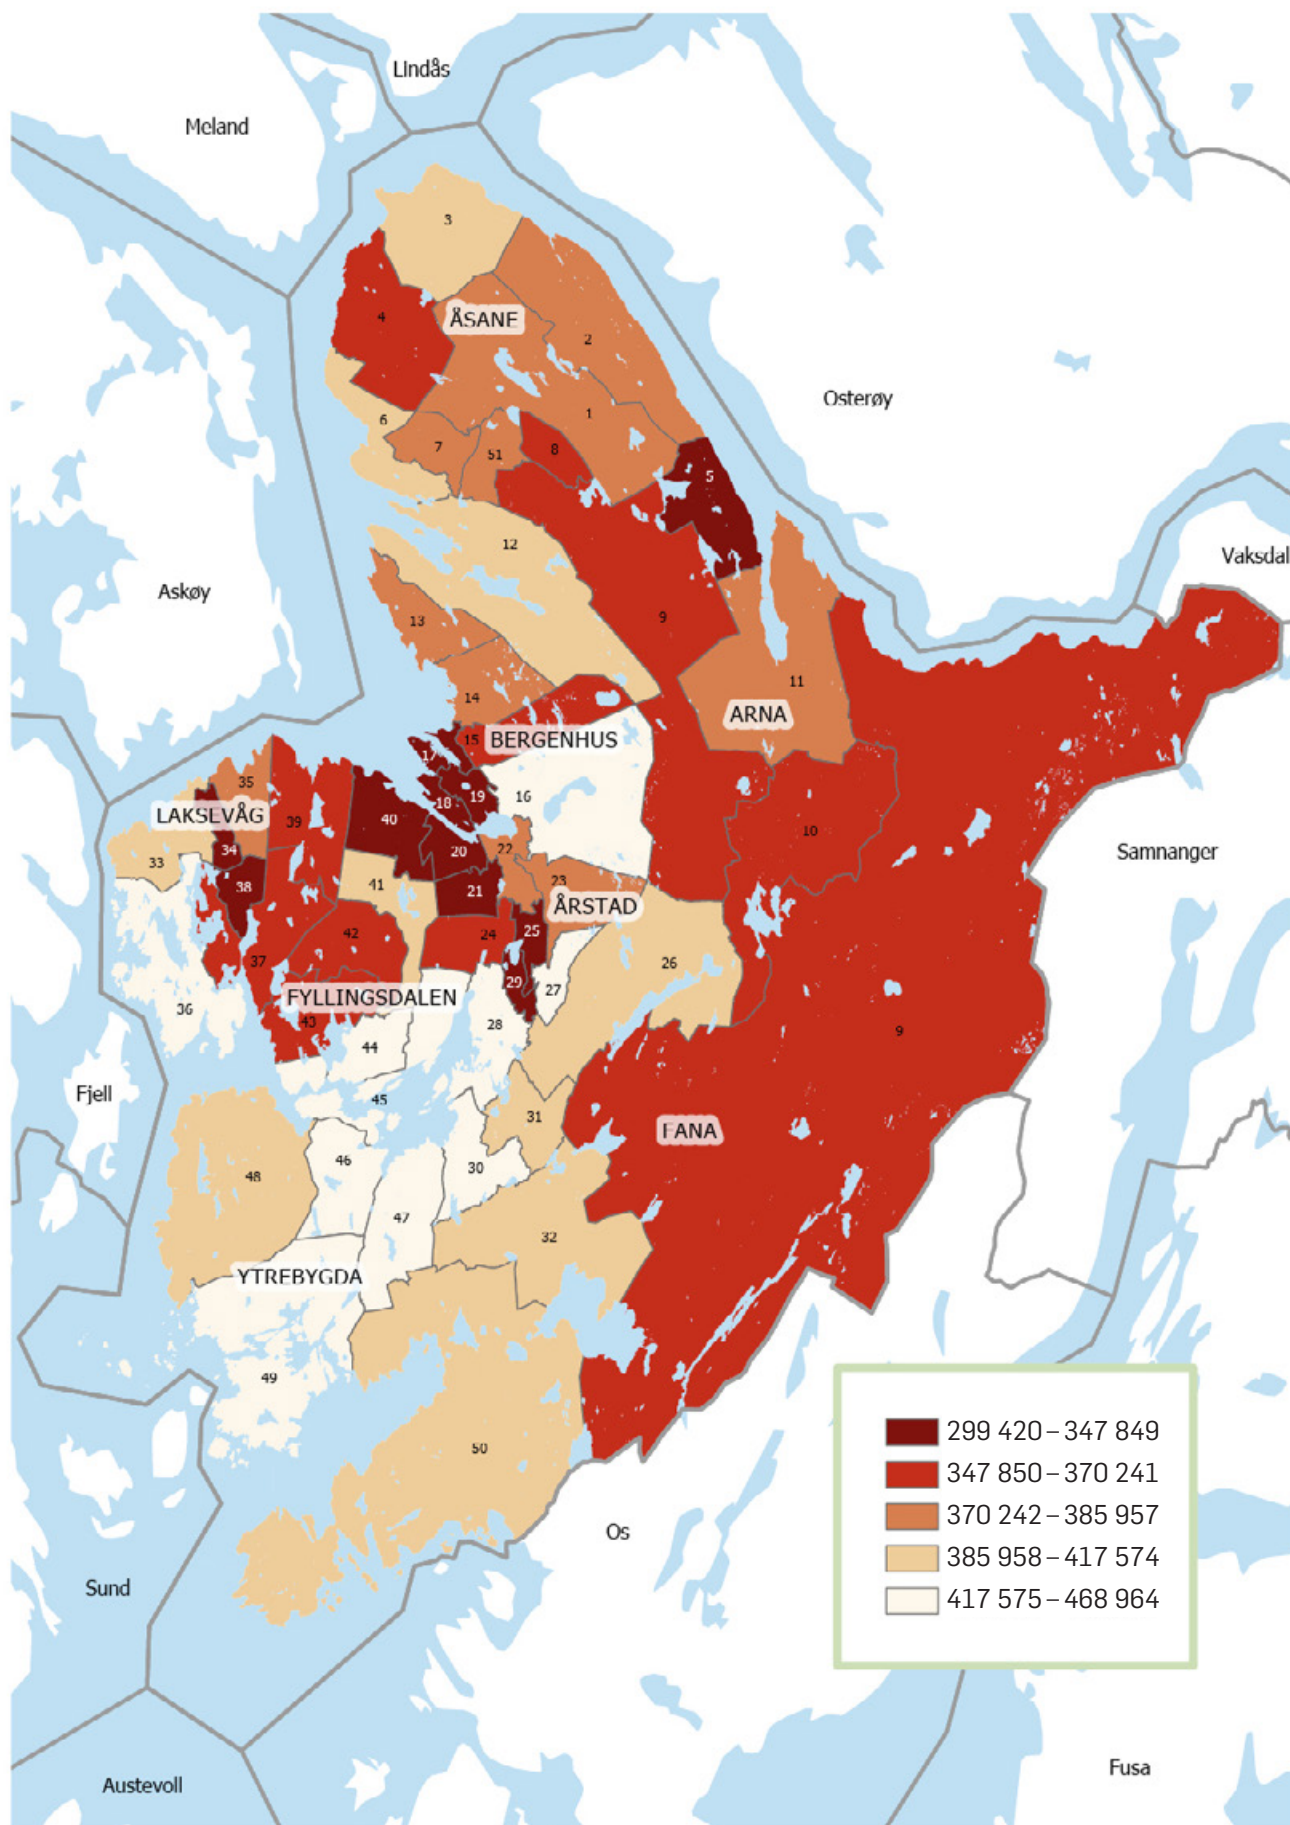 Lindås
Meland
3
4
ÅSANE
2
Osterøy
6
1
7
51
8
5
12
Vaksdal
Askøy
9
13
11
14
ARNA
15
BERGENHUS
17
35
16
19
18
LAKSEVÅG
39
40
10
34
20
22
Samnanger
33
41
23
38
21
ÅRSTAD
42
24
25
37
26
29
27
FYLLINGSDALEN
36
43
28
9
44
Fjell
45
31
FANA
46
30
48
47
32
YTREBYGDA
49
299 420 – 347 849
50
347 850 – 370 241
370 242 – 385 957
Os
385 958 – 417 574
Sund
417 575 – 468 964
Fusa
Austevoll